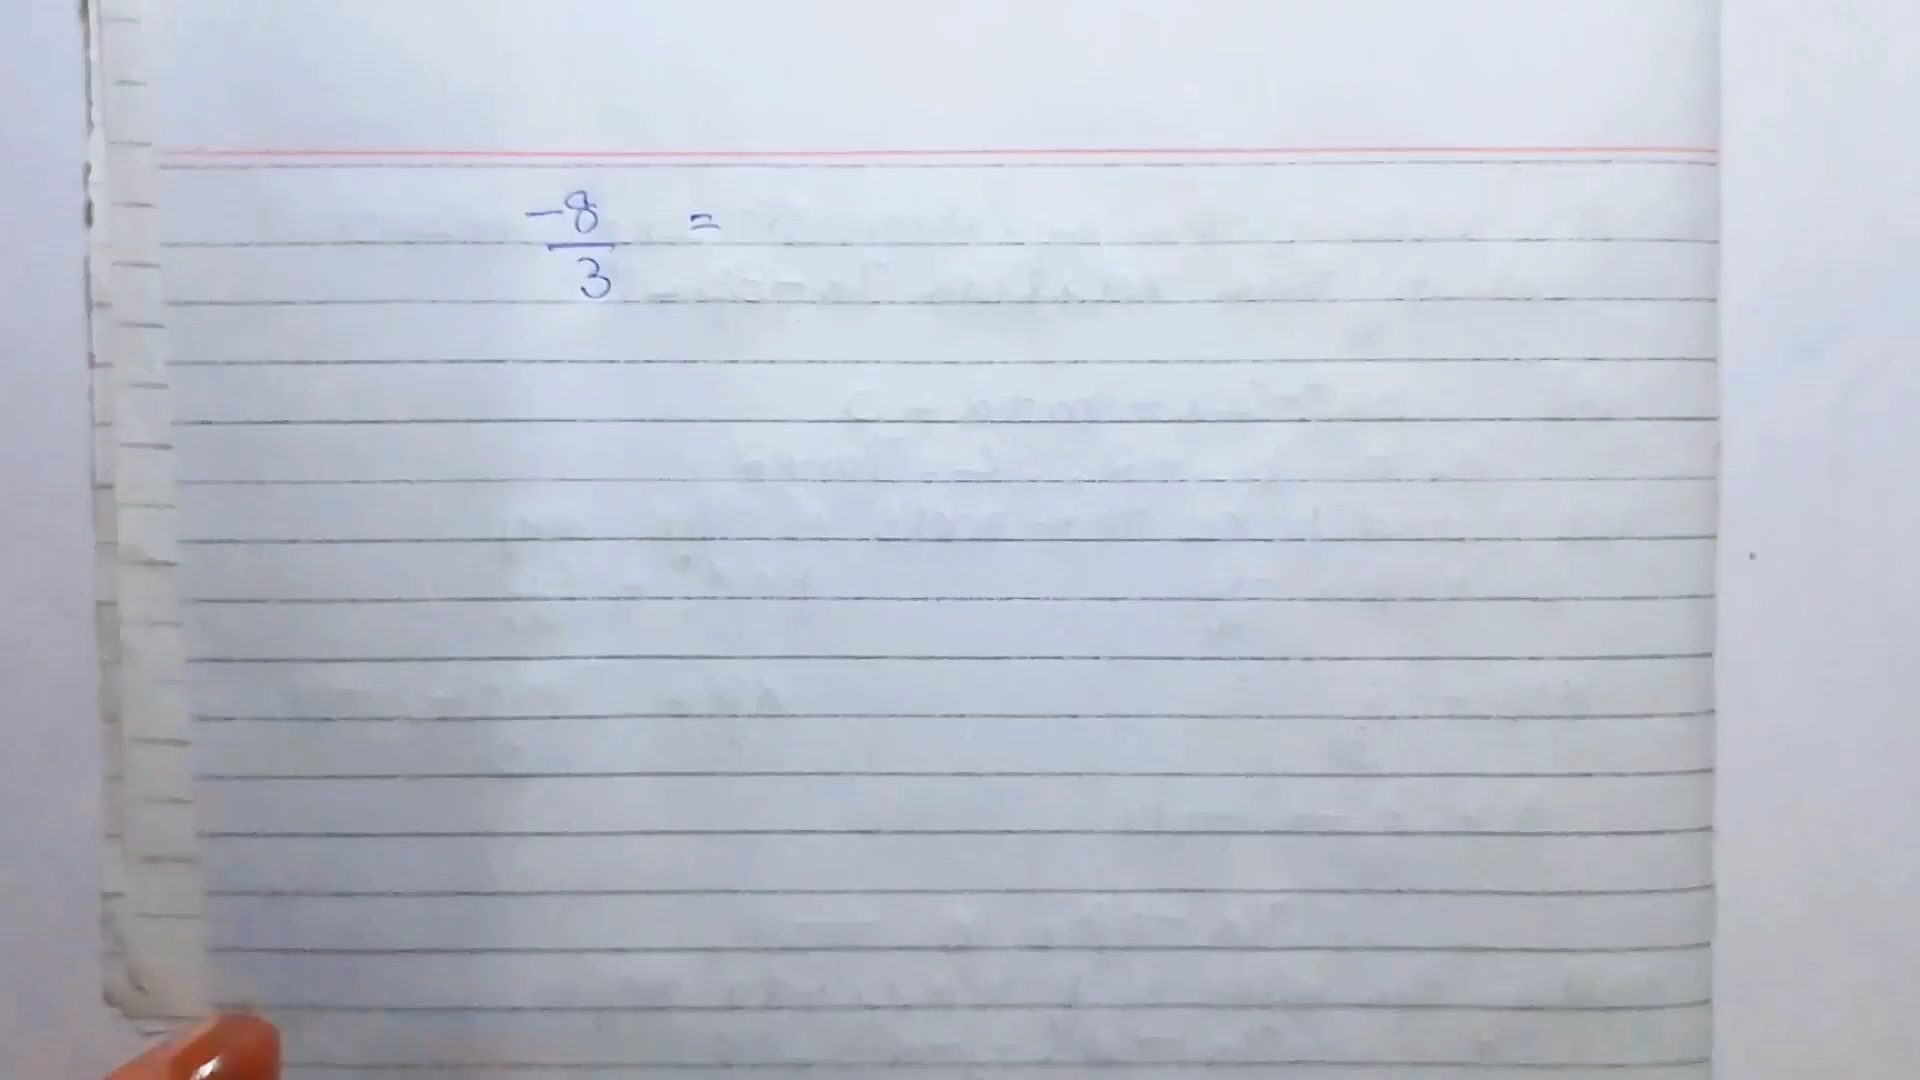 -8/3 =